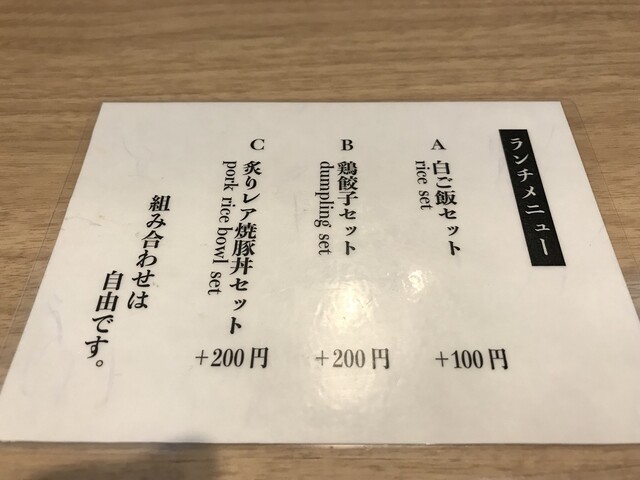 ランチメニュー
A 白ご飯セット
rice set
+100円
B 鶏餃子セット
dumpling set
+200円
C 炙りレア焼豚丼セット
pork rice bowl set
+200円
組み合わせは
自由です。